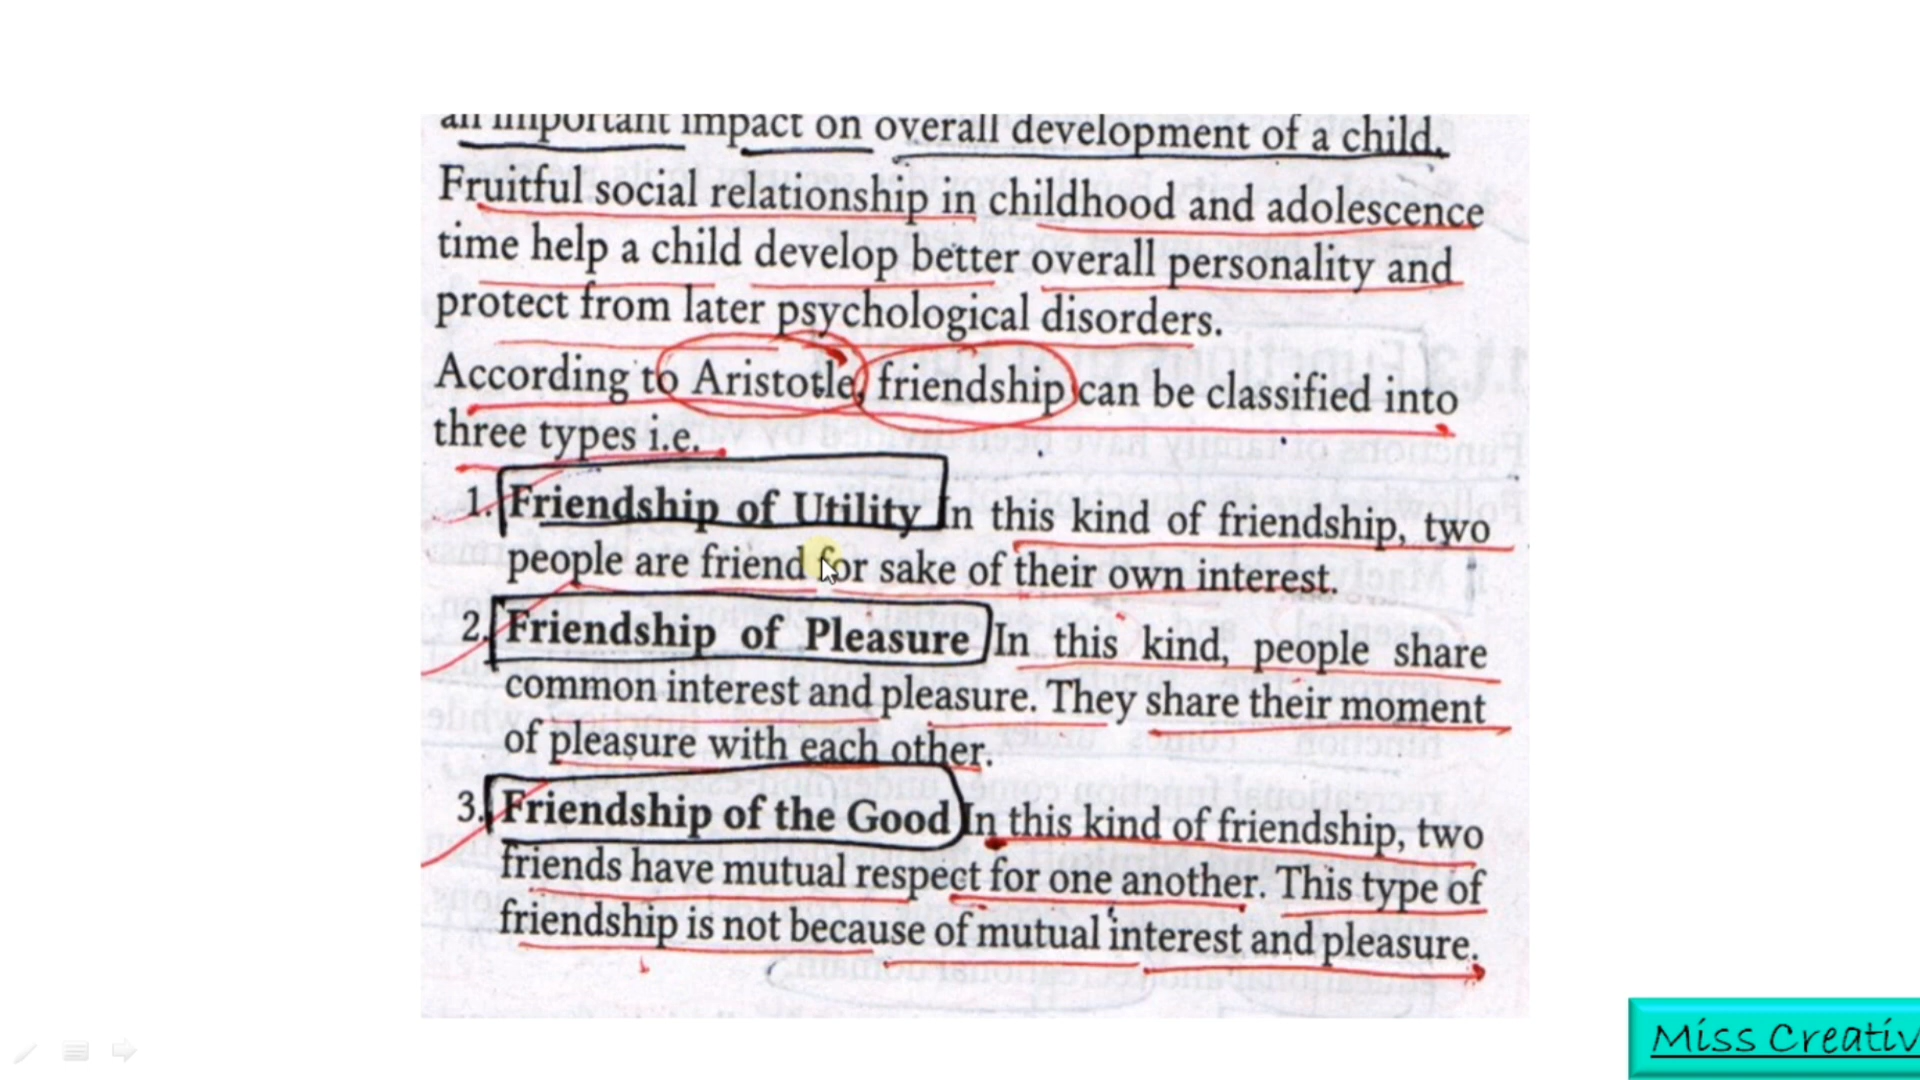 an important impact on overall development of a child.
Fruitful social relationship in childhood and adolescence
time help a child develop better overall personality and
protect from later psychological disorders.
According to Aristotle, friendship can be classified into
three types i.e.
1. Friendship of Utility In this kind of friendship, two
people are friend for sake of their own interest.
2. Friendship of Pleasure In this kind, people share
common interest and pleasure. They share their moment
of pleasure with each other.
3. Friendship of the Good In this kind of friendship, two
friends have mutual respect for one another. This type of
friendship is not because of mutual interest and pleasure.
Miss Creativ